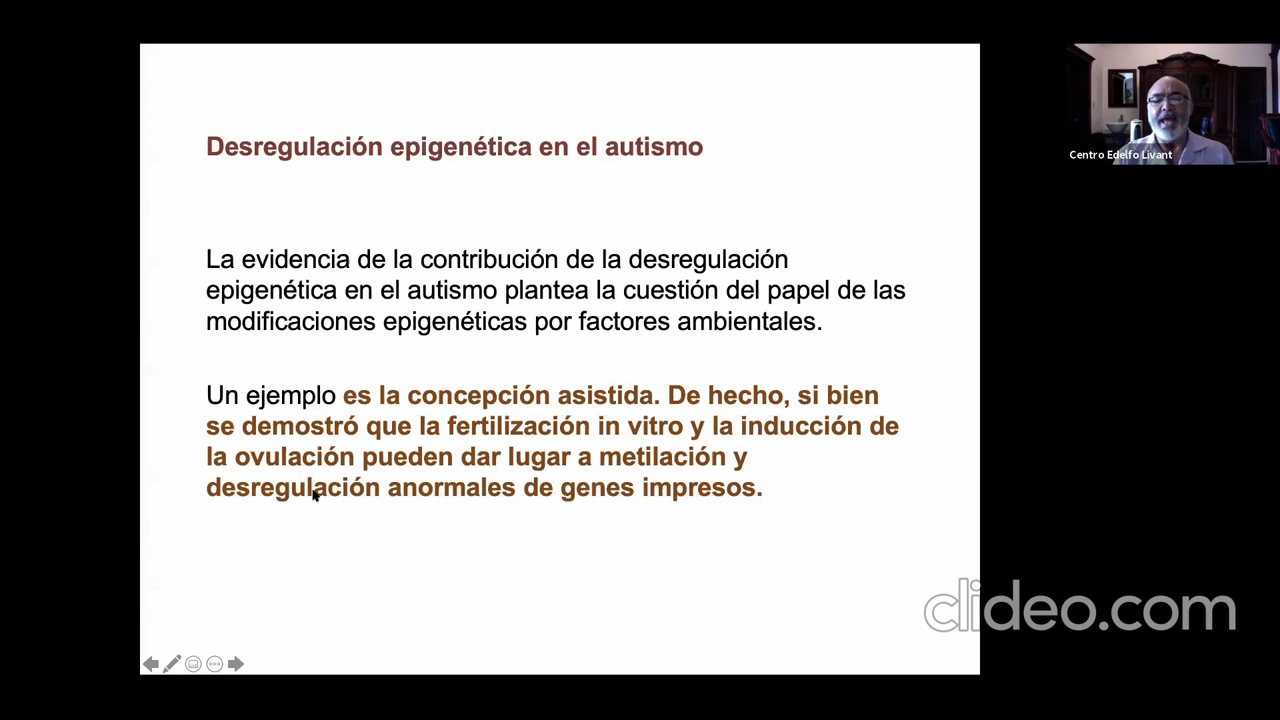 Desregulación epigenética en el autismo
La evidencia de la contribución de la desregulación
epigenética en el autismo plantea la cuestión del papel de las
modificaciones epigenéticas por factores ambientales.
Un ejemplo es la concepción asistida. De hecho, si bien
se demostró que la fertilización in vitro y la inducción de
la ovulación pueden dar lugar a metilación y
desregulación anormales de genes impresos.
Centro Edelfo Livant
clideo.com